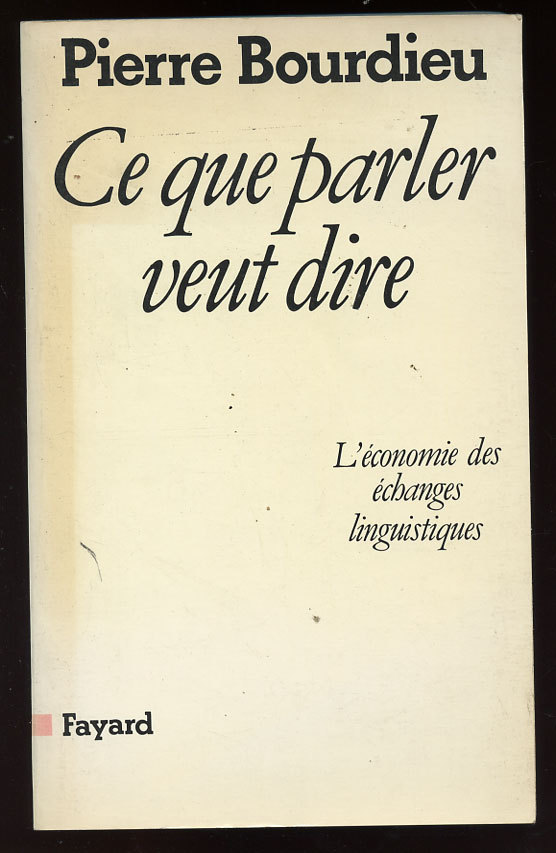 Pierre Bourdieu
Ce que parler
veut dire
L'économie des
échanges
linguistiques
Fayard